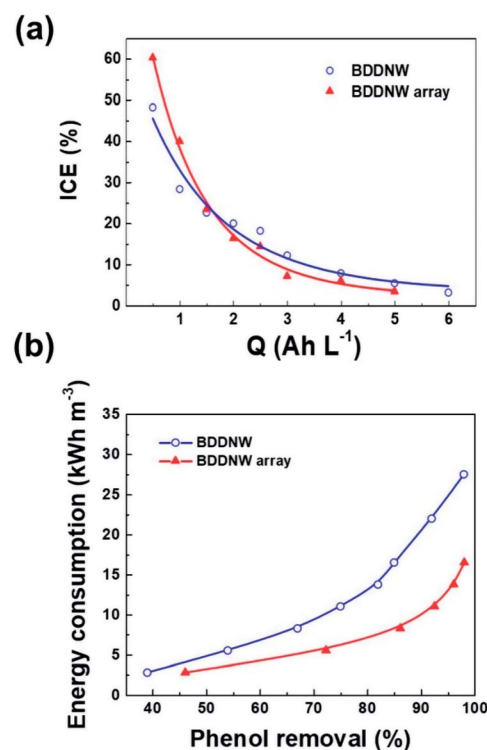 (a)
ICE (%)
60
50
40
30
20
10
0
BDDNW
BDDNW array
1 2 3 4 5 6
Q (Ah L⁻¹)
(b)
Energy consumption (kWh m⁻³)
35
30
25
20
15
10
5
0
BDDNW
BDDNW array
40 50 60 70 80 90 100
Phenol removal (%)